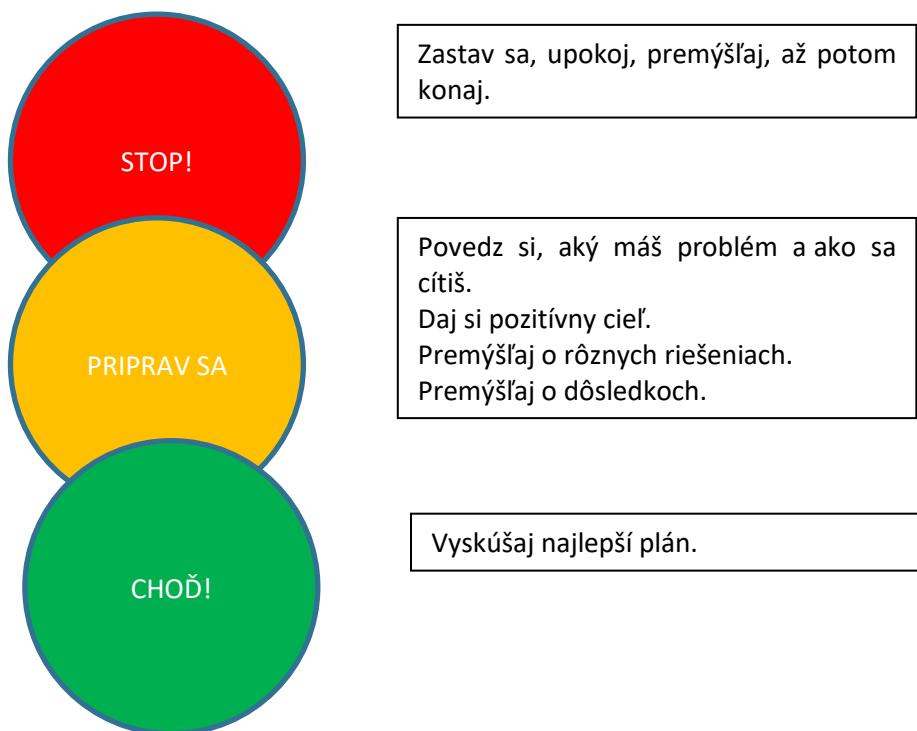 STOP!
Zastav sa, upokoj, premýšľaj, až potom
konaj.
PRIPRAV SA
Povedz si, aký máš problém a ako sa
cítiš.
Daj si pozitívny cieľ.
Premýšľaj o rôznych riešeniach.
Premýšľaj o dôsledkoch.
CHOĎ!
Vyskúšaj najlepší plán.